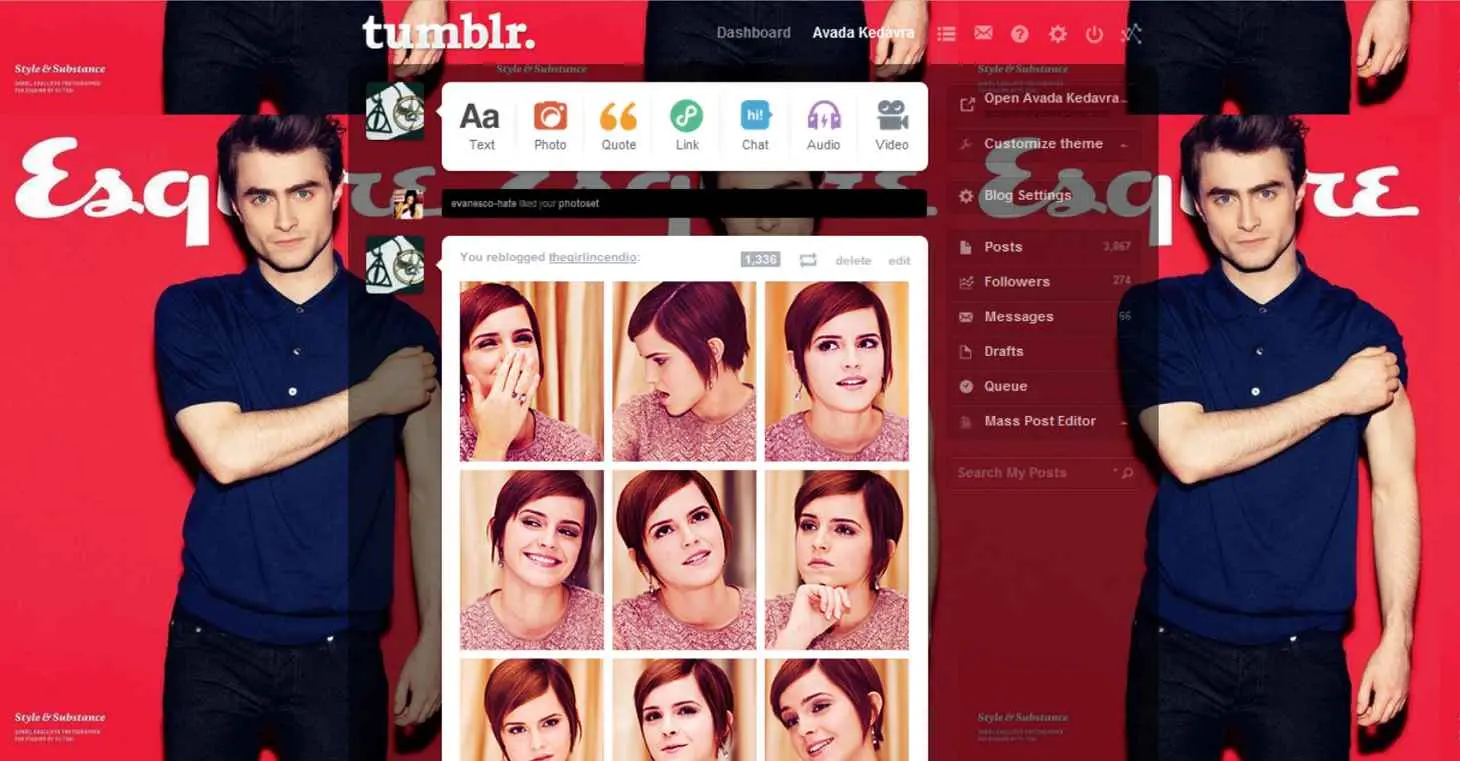 tumblr.
Dashboard Avada Kedavra
Style & Substance
Style & Substance
Style & Substance
Open Avada Kedavra
Aa
hi!
Text Photo Quote Link Chat Audio Video
Customize theme
Esquire
Esquire
evanesco-hate liked your photoset
Blog Settings
You reblogged thegirlincendio:
1,336 delete edit
Posts 3,867
Followers 274
Messages 66
Drafts
Queue
Mass Post Editor
Search My Posts
Style & Substance
Style & Substance